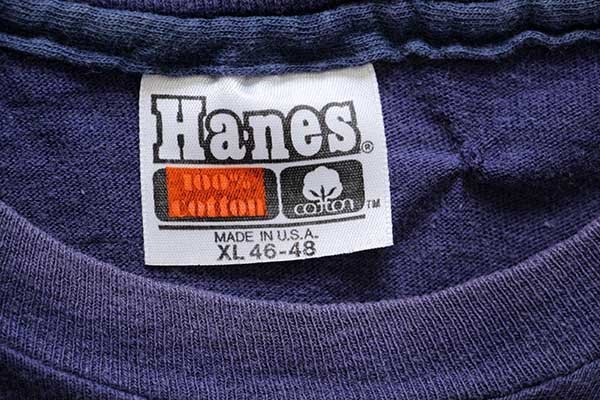 Hanes®
100%
cotton
cotton™
MADE IN U.S.A.
XL 46-48